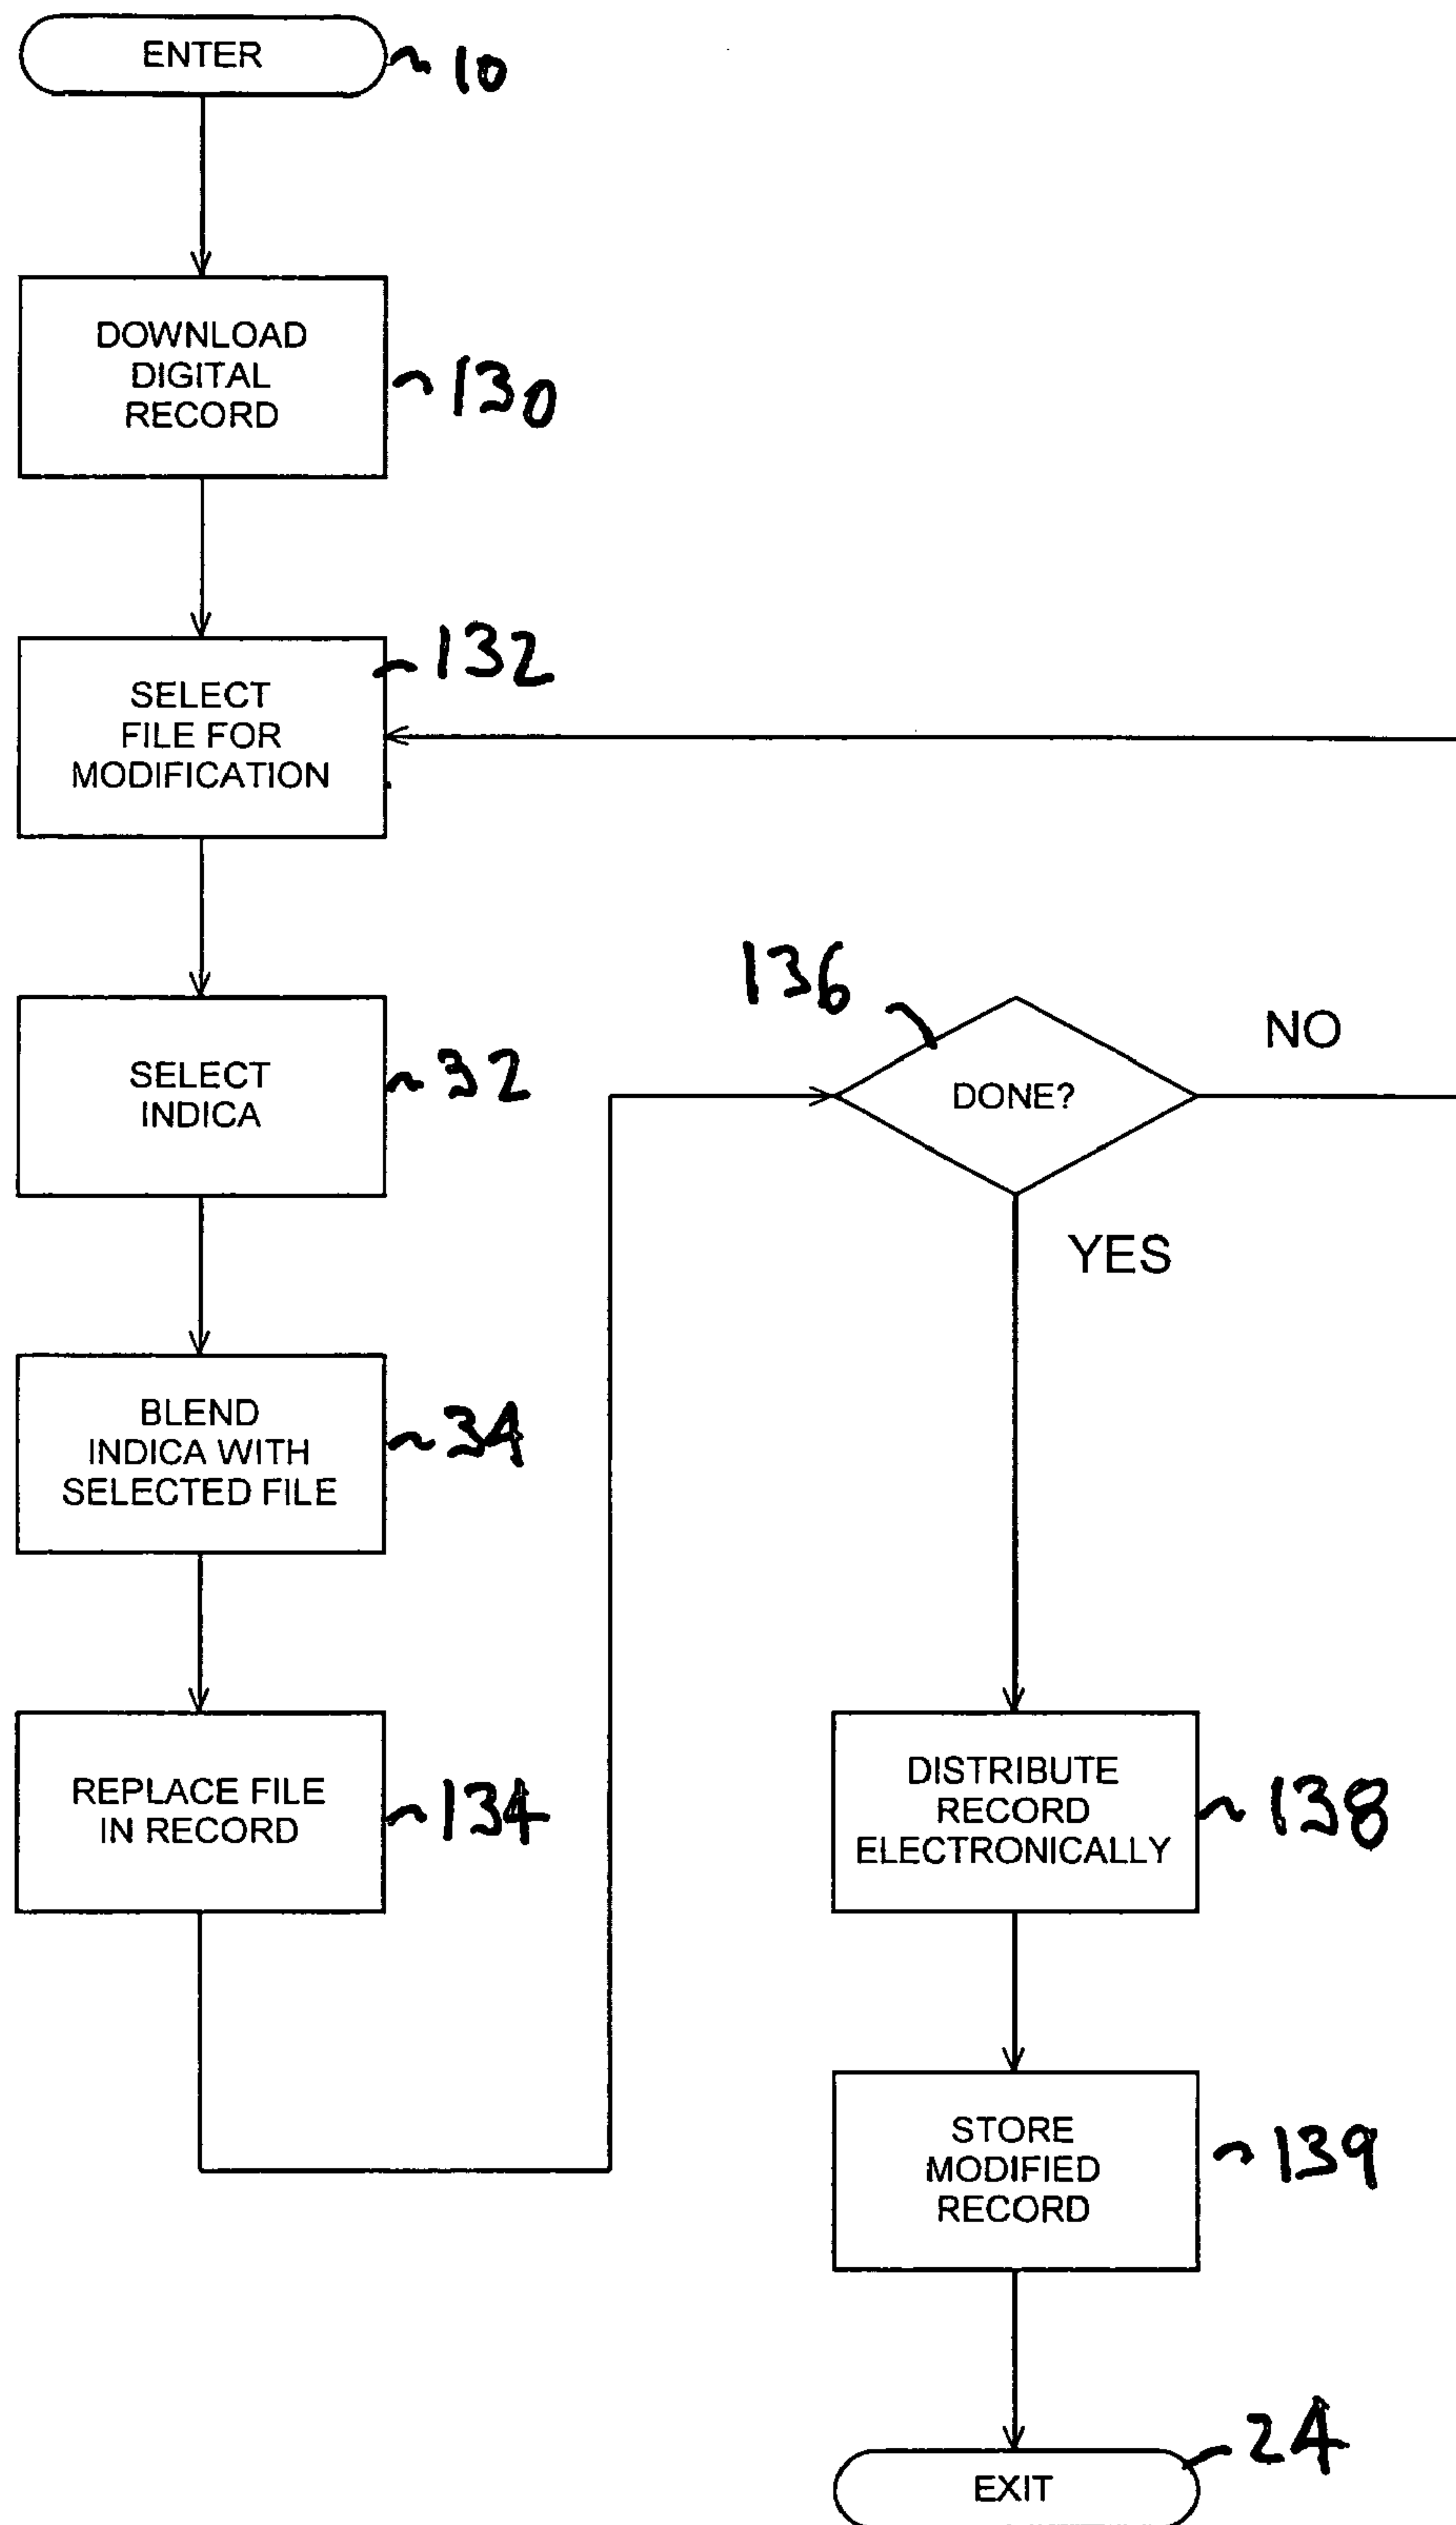 ENTER
10
DOWNLOAD
DIGITAL
RECORD
130
SELECT
FILE FOR
MODIFICATION
132
SELECT
INDICA
32
BLEND
INDICA WITH
SELECTED FILE
34
REPLACE FILE
IN RECORD
134
136
DONE?
NO
YES
DISTRIBUTE
RECORD
ELECTRONICALLY
138
STORE
MODIFIED
RECORD
139
EXIT
24